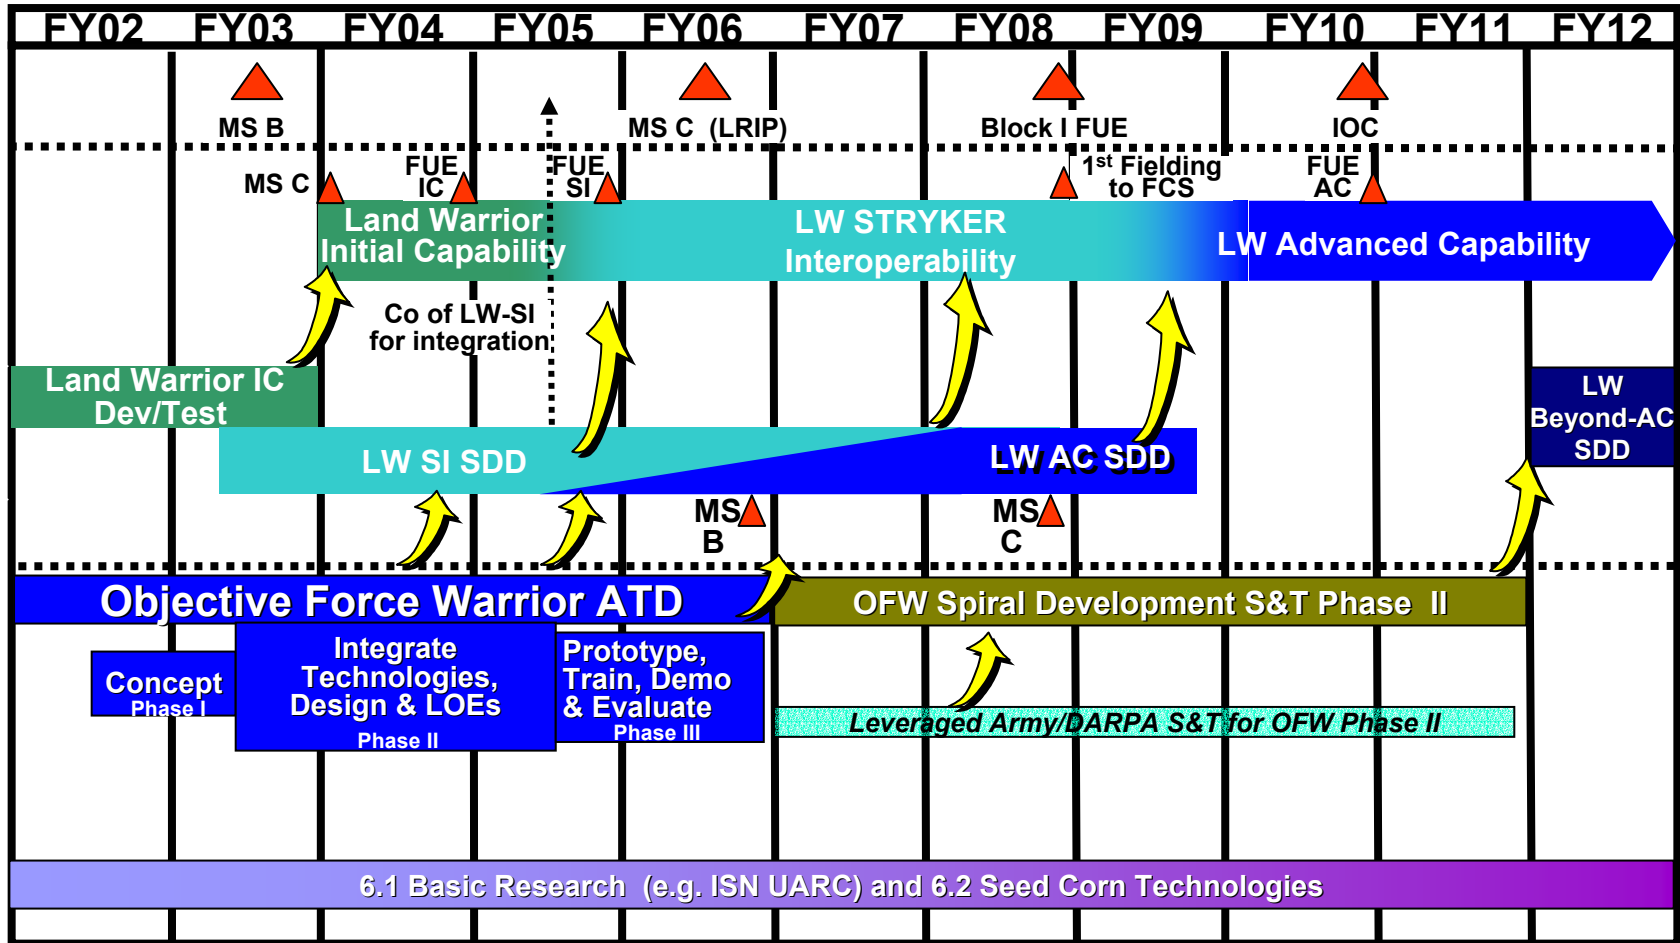 FY02 FY03 FY04 FY05 FY06 FY07 FY08 FY09 FY10 FY11 FY12
MS B
MS C (LRIP)
Block I FUE
IOC
MS C
FUE
IC
FUE
SI
1st Fielding
to FCS
FUE
AC
Land Warrior
Initial Capability
LW STRYKER
Interoperability
LW Advanced Capability
Co of LW-SI
for integration
Land Warrior IC
Dev/Test
LW
Beyond-AC
SDD
LW SI SDD
LW AC SDD
MS
B
MS
C
Objective Force Warrior ATD
OFW Spiral Development S&T Phase II
Concept
Phase I
Integrate
Technologies,
Design & LOEs
Phase II
Prototype,
Train, Demo
& Evaluate
Phase III
Leveraged Army/DARPA S&T for OFW Phase II
6.1 Basic Research (e.g. ISN UARC) and 6.2 Seed Corn Technologies